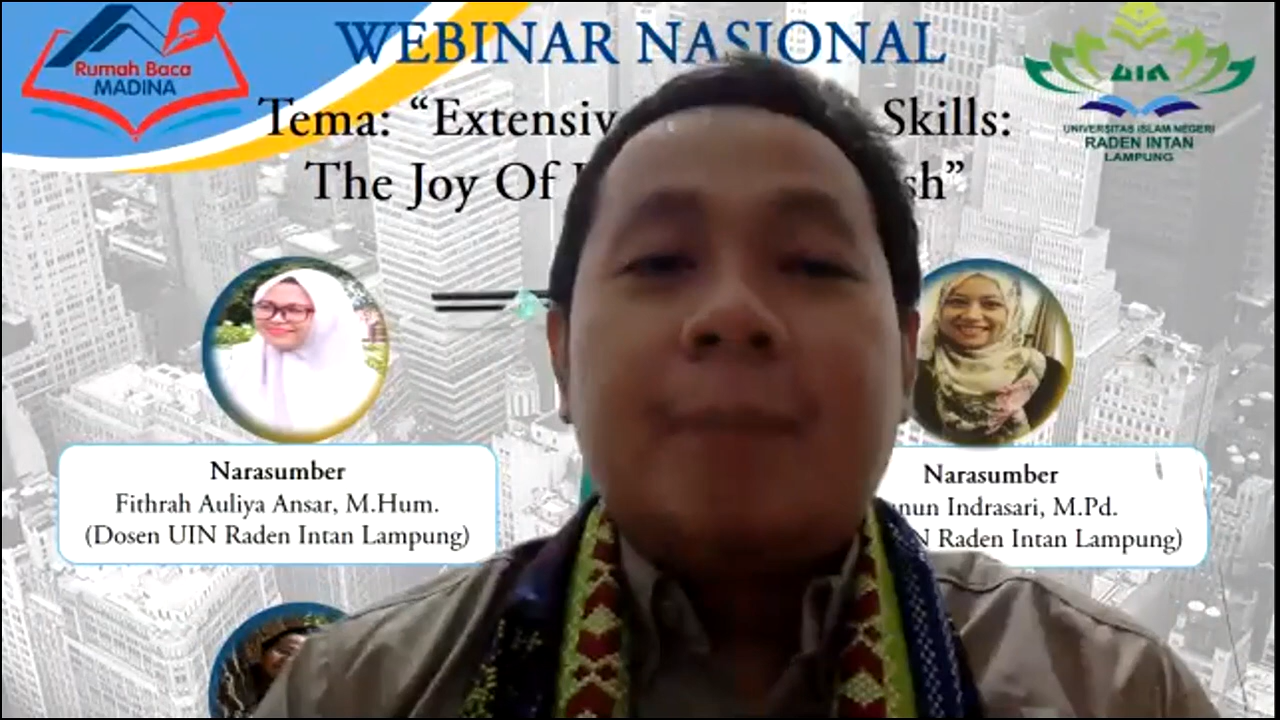 Rumah Baca
MADINA
WEBINAR NASIONAL
Tema: “Extensiv Skills:
The Joy Of sh”
UIN
UNIVERSITAS ISLAM NEGERI
RADEN INTAN
LAMPUNG
Narasumber
Fithrah Auliya Ansar, M.Hum.
(Dosen UIN Raden Intan Lampung)
Narasumber
nun Indrasari, M.Pd.
N Raden Intan Lampung)